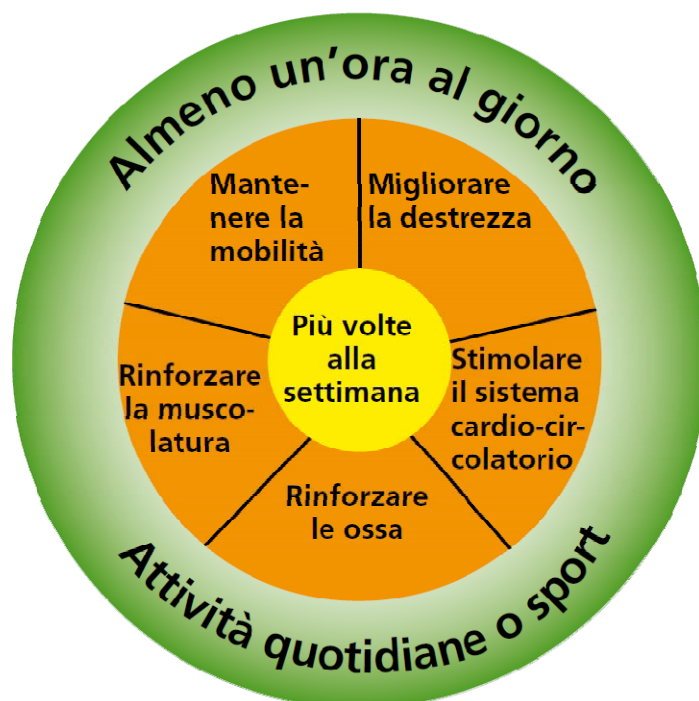 Almeno un'ora al giorno
Mante-
nere la
mobilità
Migliorare
la destrezza
Più volte
alla
settimana
Rinforzare
la musco-
latura
Stimolare
il sistema
cardio-cir-
colatorio
Rinforzare
le ossa
Attività quotidiane o sport